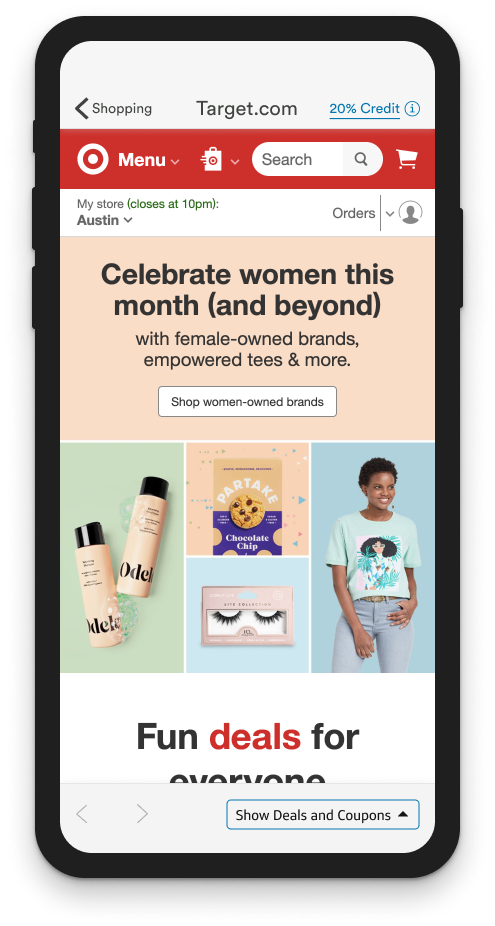 Shopping
Target.com
20% Credit
Menu
Search
My store (closes at 10pm):
Austin
Orders
Celebrate women this
month (and beyond)
with female-owned brands,
empowered tees & more.
Shop women-owned brands
Odele
Odele
PARTAKE
Chocolate
Chip
LITE COLLECTION
Fun deals for
everyone
Show Deals and Coupons